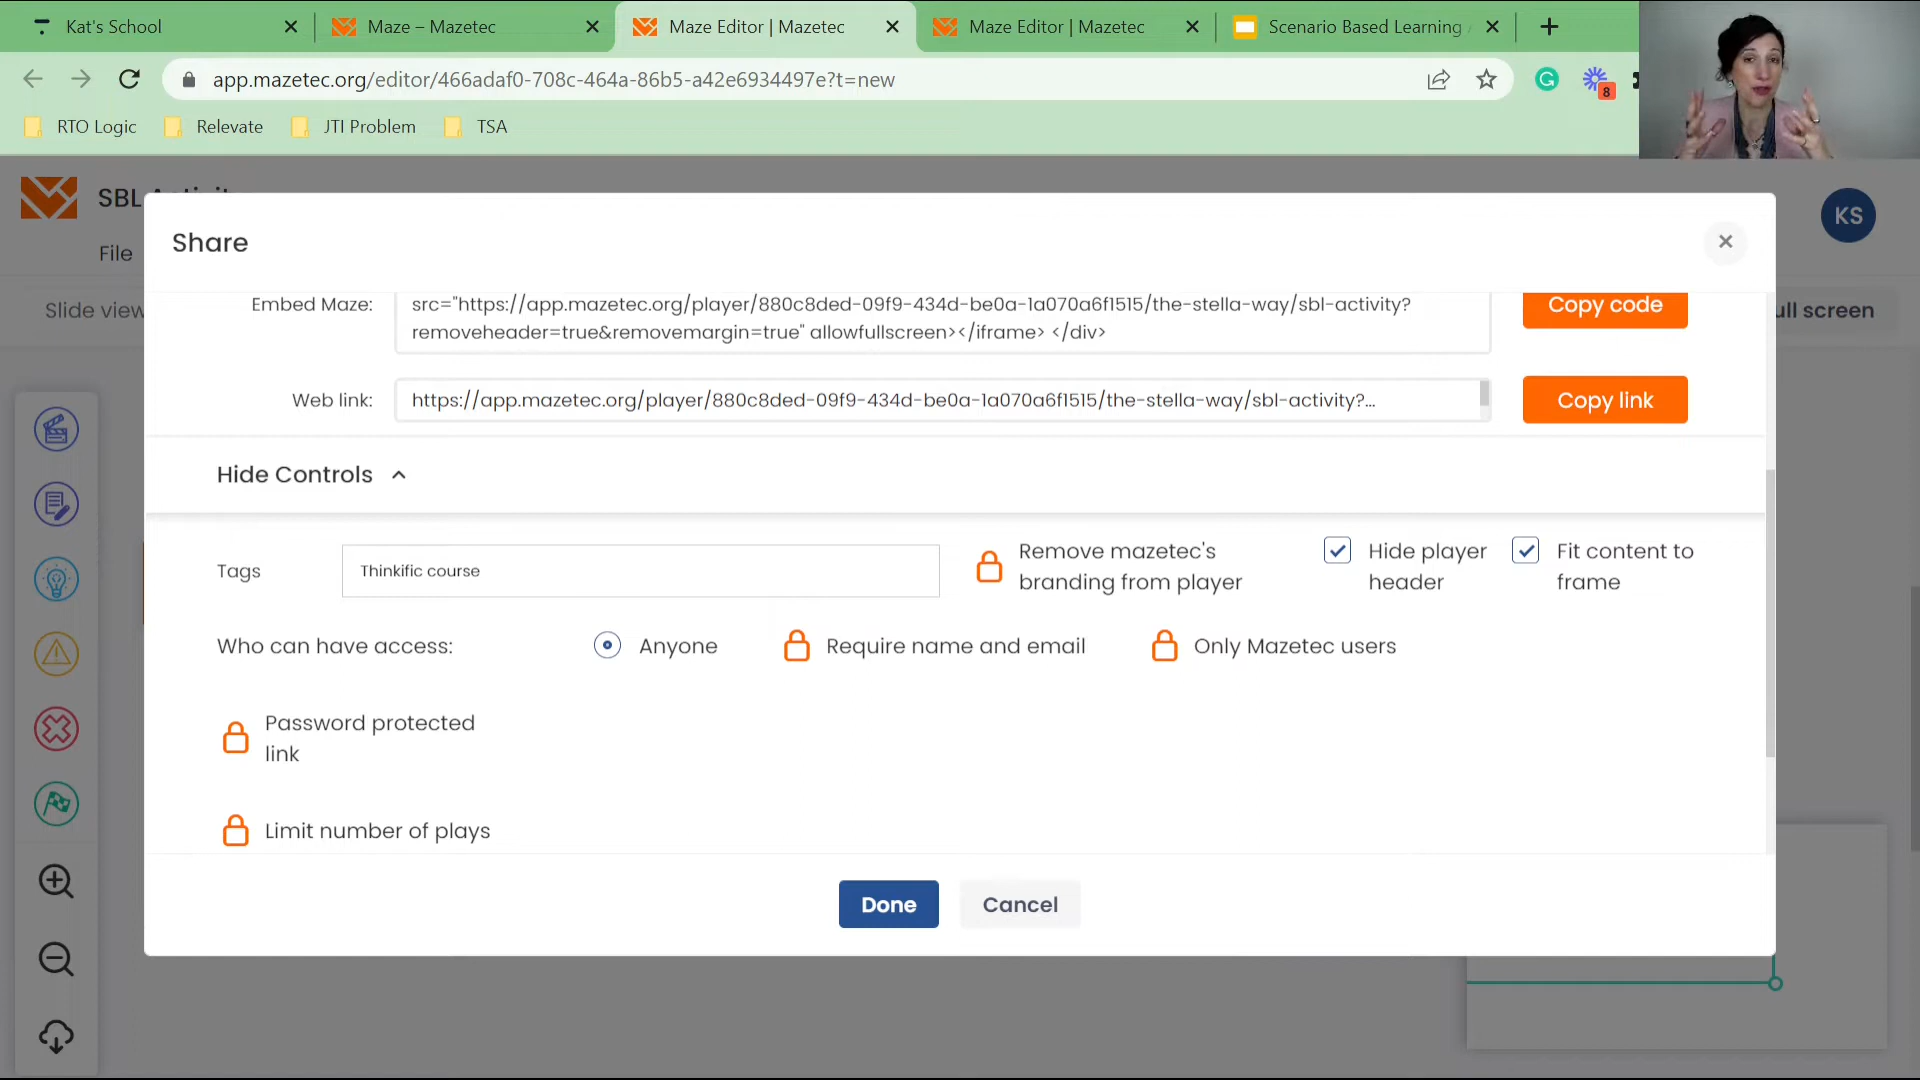 Kat's School
Maze – Mazetec
Maze Editor | Mazetec
Maze Editor | Mazetec
Scenario Based Learning
app.mazetec.org/editor/466adaf0-708c-464a-86b5-a42e6934497e?t=new
8
RTO Logic
Relevate
JTI Problem
TSA
SBL Activity
KS
File
Share
Slide view
ull screen
Embed Maze:
src="https://app.mazetec.org/player/880c8ded-09f9-434d-be0a-1a070a6f1515/the-stella-way/sbl-activity?
removeheader=true&removemargin=true" allowfullscreen></iframe> </div>
Copy code
Web link:
https://app.mazetec.org/player/880c8ded-09f9-434d-be0a-1a070a6f1515/the-stella-way/sbl-activity?...
Copy link
Hide Controls
Tags
Thinkific course
Remove mazetec's
branding from player
Hide player
header
Fit content to
frame
Who can have access:
Anyone
Require name and email
Only Mazetec users
Password protected
link
Limit number of plays
Done
Cancel